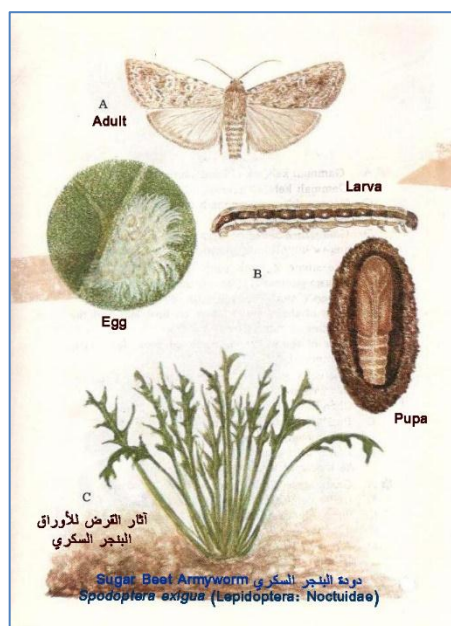 A
Adult
Larva
B
Egg
Pupa
C
آثار القرض للأوراق
البنجر السكري
Sugar Beet Armyworm دودة البنجر السكري
Spodoptera exigua (Lepidoptera: Noctuidae)